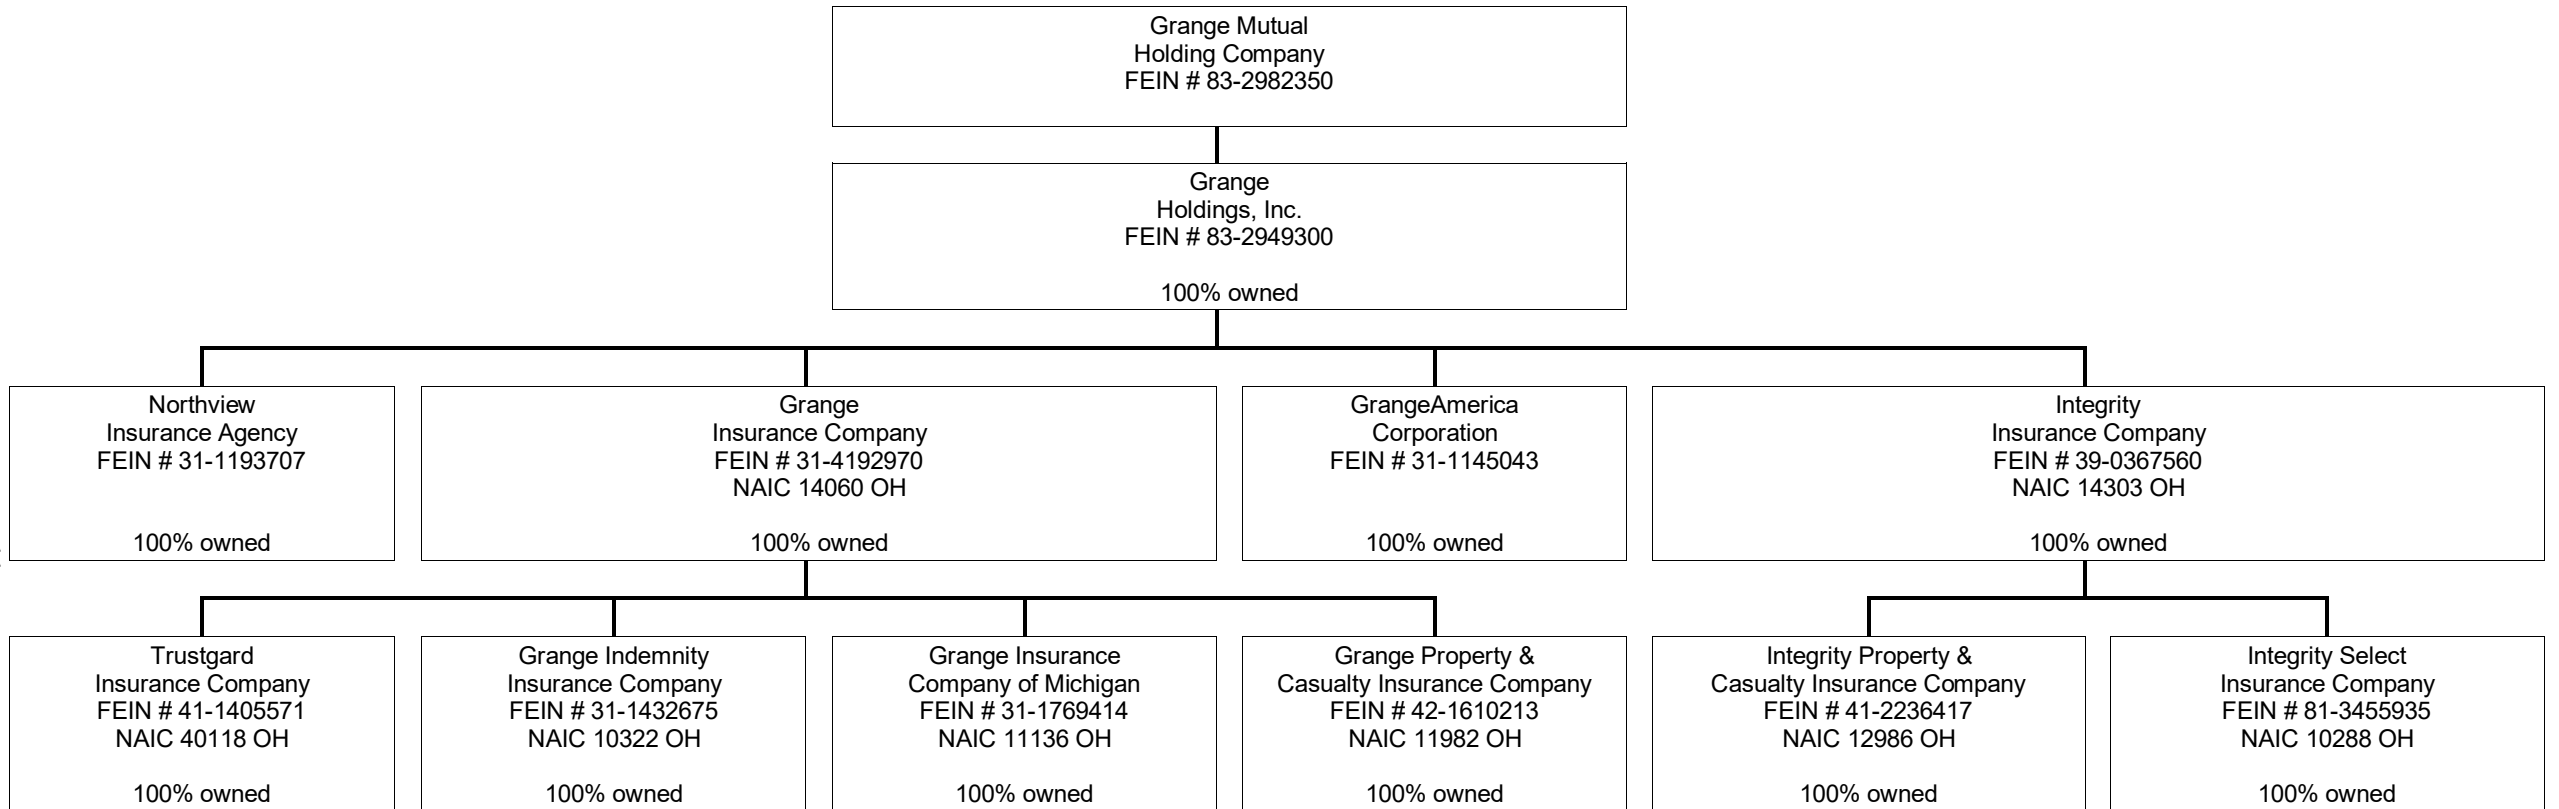 Grange Mutual
Holding Company
FEIN # 83-2982350
Grange
Holdings, Inc.
FEIN # 83-2949300
100% owned
Northview
Insurance Agency
FEIN # 31-1193707
100% owned
Grange
Insurance Company
FEIN # 31-4192970
NAIC 14060 OH
100% owned
GrangeAmerica
Corporation
FEIN # 31-1145043
100% owned
Integrity
Insurance Company
FEIN # 39-0367560
NAIC 14303 OH
100% owned
Trustgard
Insurance Company
FEIN # 41-1405571
NAIC 40118 OH
100% owned
Grange Indemnity
Insurance Company
FEIN # 31-1432675
NAIC 10322 OH
100% owned
Grange Insurance
Company of Michigan
FEIN # 31-1769414
NAIC 11136 OH
100% owned
Grange Property &
Casualty Insurance Company
FEIN # 42-1610213
NAIC 11982 OH
100% owned
Integrity Property &
Casualty Insurance Company
FEIN # 41-2236417
NAIC 12986 OH
100% owned
Integrity Select
Insurance Company
FEIN # 81-3455935
NAIC 10288 OH
100% owned